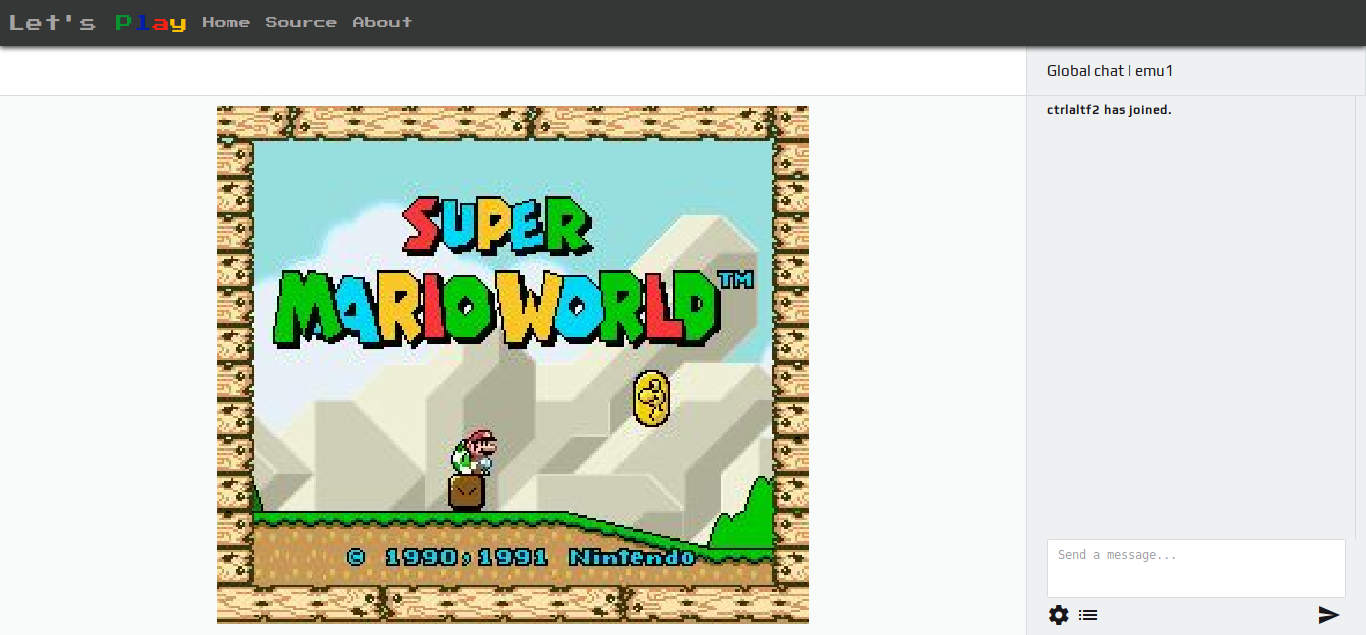 Let's Play Home Source About
Global chat | emu1
ctrlaltf2 has joined.
SUPER
MARIO WORLD™
© 1990,1991 Nintendo
Send a message...